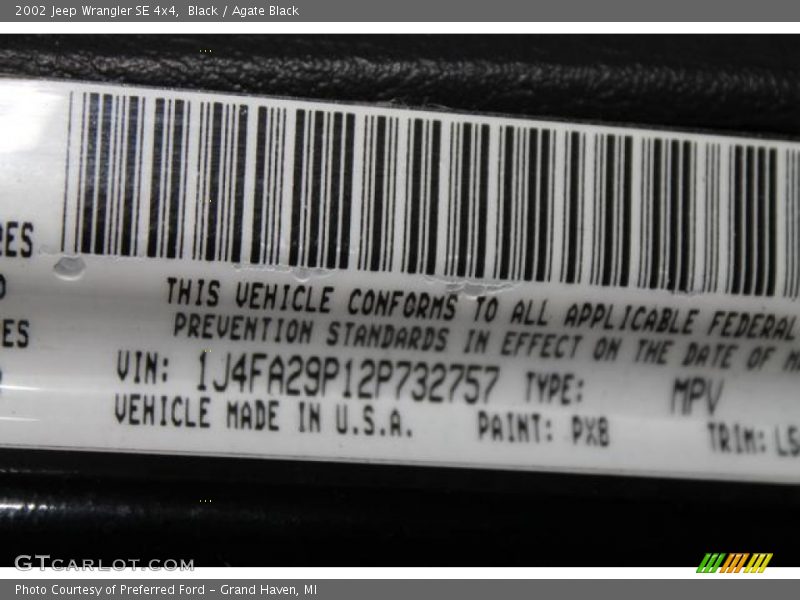 2002 Jeep Wrangler SE 4x4, Black / Agate Black
THIS VEHICLE CONFORMS TO ALL APPLICABLE FEDERAL
PREVENTION STANDARDS IN EFFECT ON THE DATE OF
VIN: 1J4FA29P12P732757 TYPE: MPV
VEHICLE MADE IN U.S.A. PAINT: PXB TRIM: LS
GTCARLOT.COM
Photo Courtesy of Preferred Ford - Grand Haven, MI